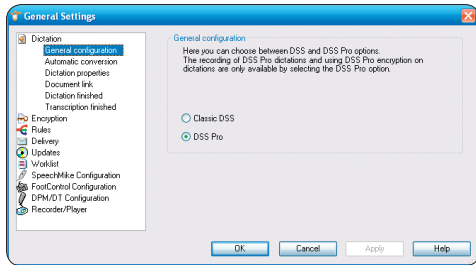 General Settings
Dictation
General configuration
Automatic conversion
Dictation properties
Document link
Dictation finished
Transcription finished
Encryption
Rules
Delivery
Updates
Worklist
SpeechMike Configuration
FootControl Configuration
DPM/DT Configuration
Recorder/Player
General configuration
Here you can choose between DSS and DSS Pro options.
The recording of DSS Pro dictations and using DSS Pro encryption on
dictations are only available by selecting the DSS Pro option.
Classic DSS
DSS Pro
OK
Cancel
Apply
Help